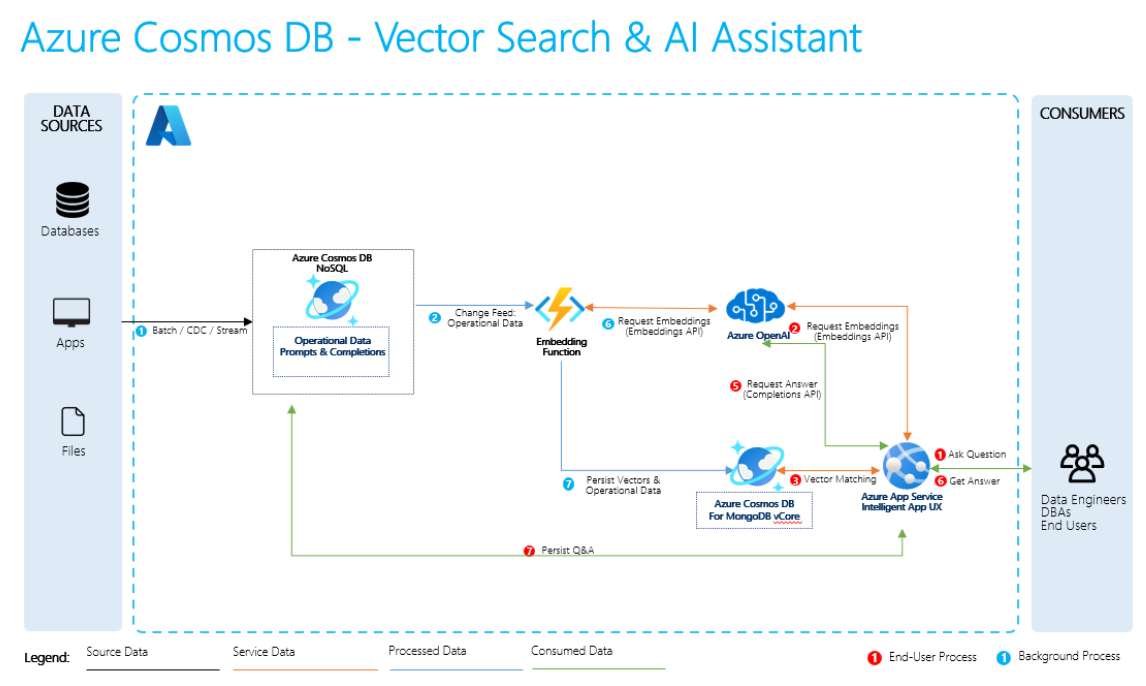 Azure Cosmos DB - Vector Search & AI Assistant
DATA
SOURCES
Databases
Apps
Files
1 Batch / CDC / Stream
Azure Cosmos DB
NoSQL
Operational Data
Prompts & Completions
2 Change Feed:
Operational Data
Embedding
Function
6 Request Embeddings
(Embeddings API)
Azure OpenAI
2 Request Embeddings
(Embeddings API)
5 Request Answer
(Completions API)
7 Persist Vectors &
Operational Data
Azure Cosmos DB
For MongoDB vCore
3 Vector Matching
Azure App Service
Intelligent App UX
1 Ask Question
6 Get Answer
7 Persist Q&A
CONSUMERS
Data Engineers
DBAs
End Users
Legend:
Source Data
Service Data
Processed Data
Consumed Data
1 End-User Process
1 Background Process